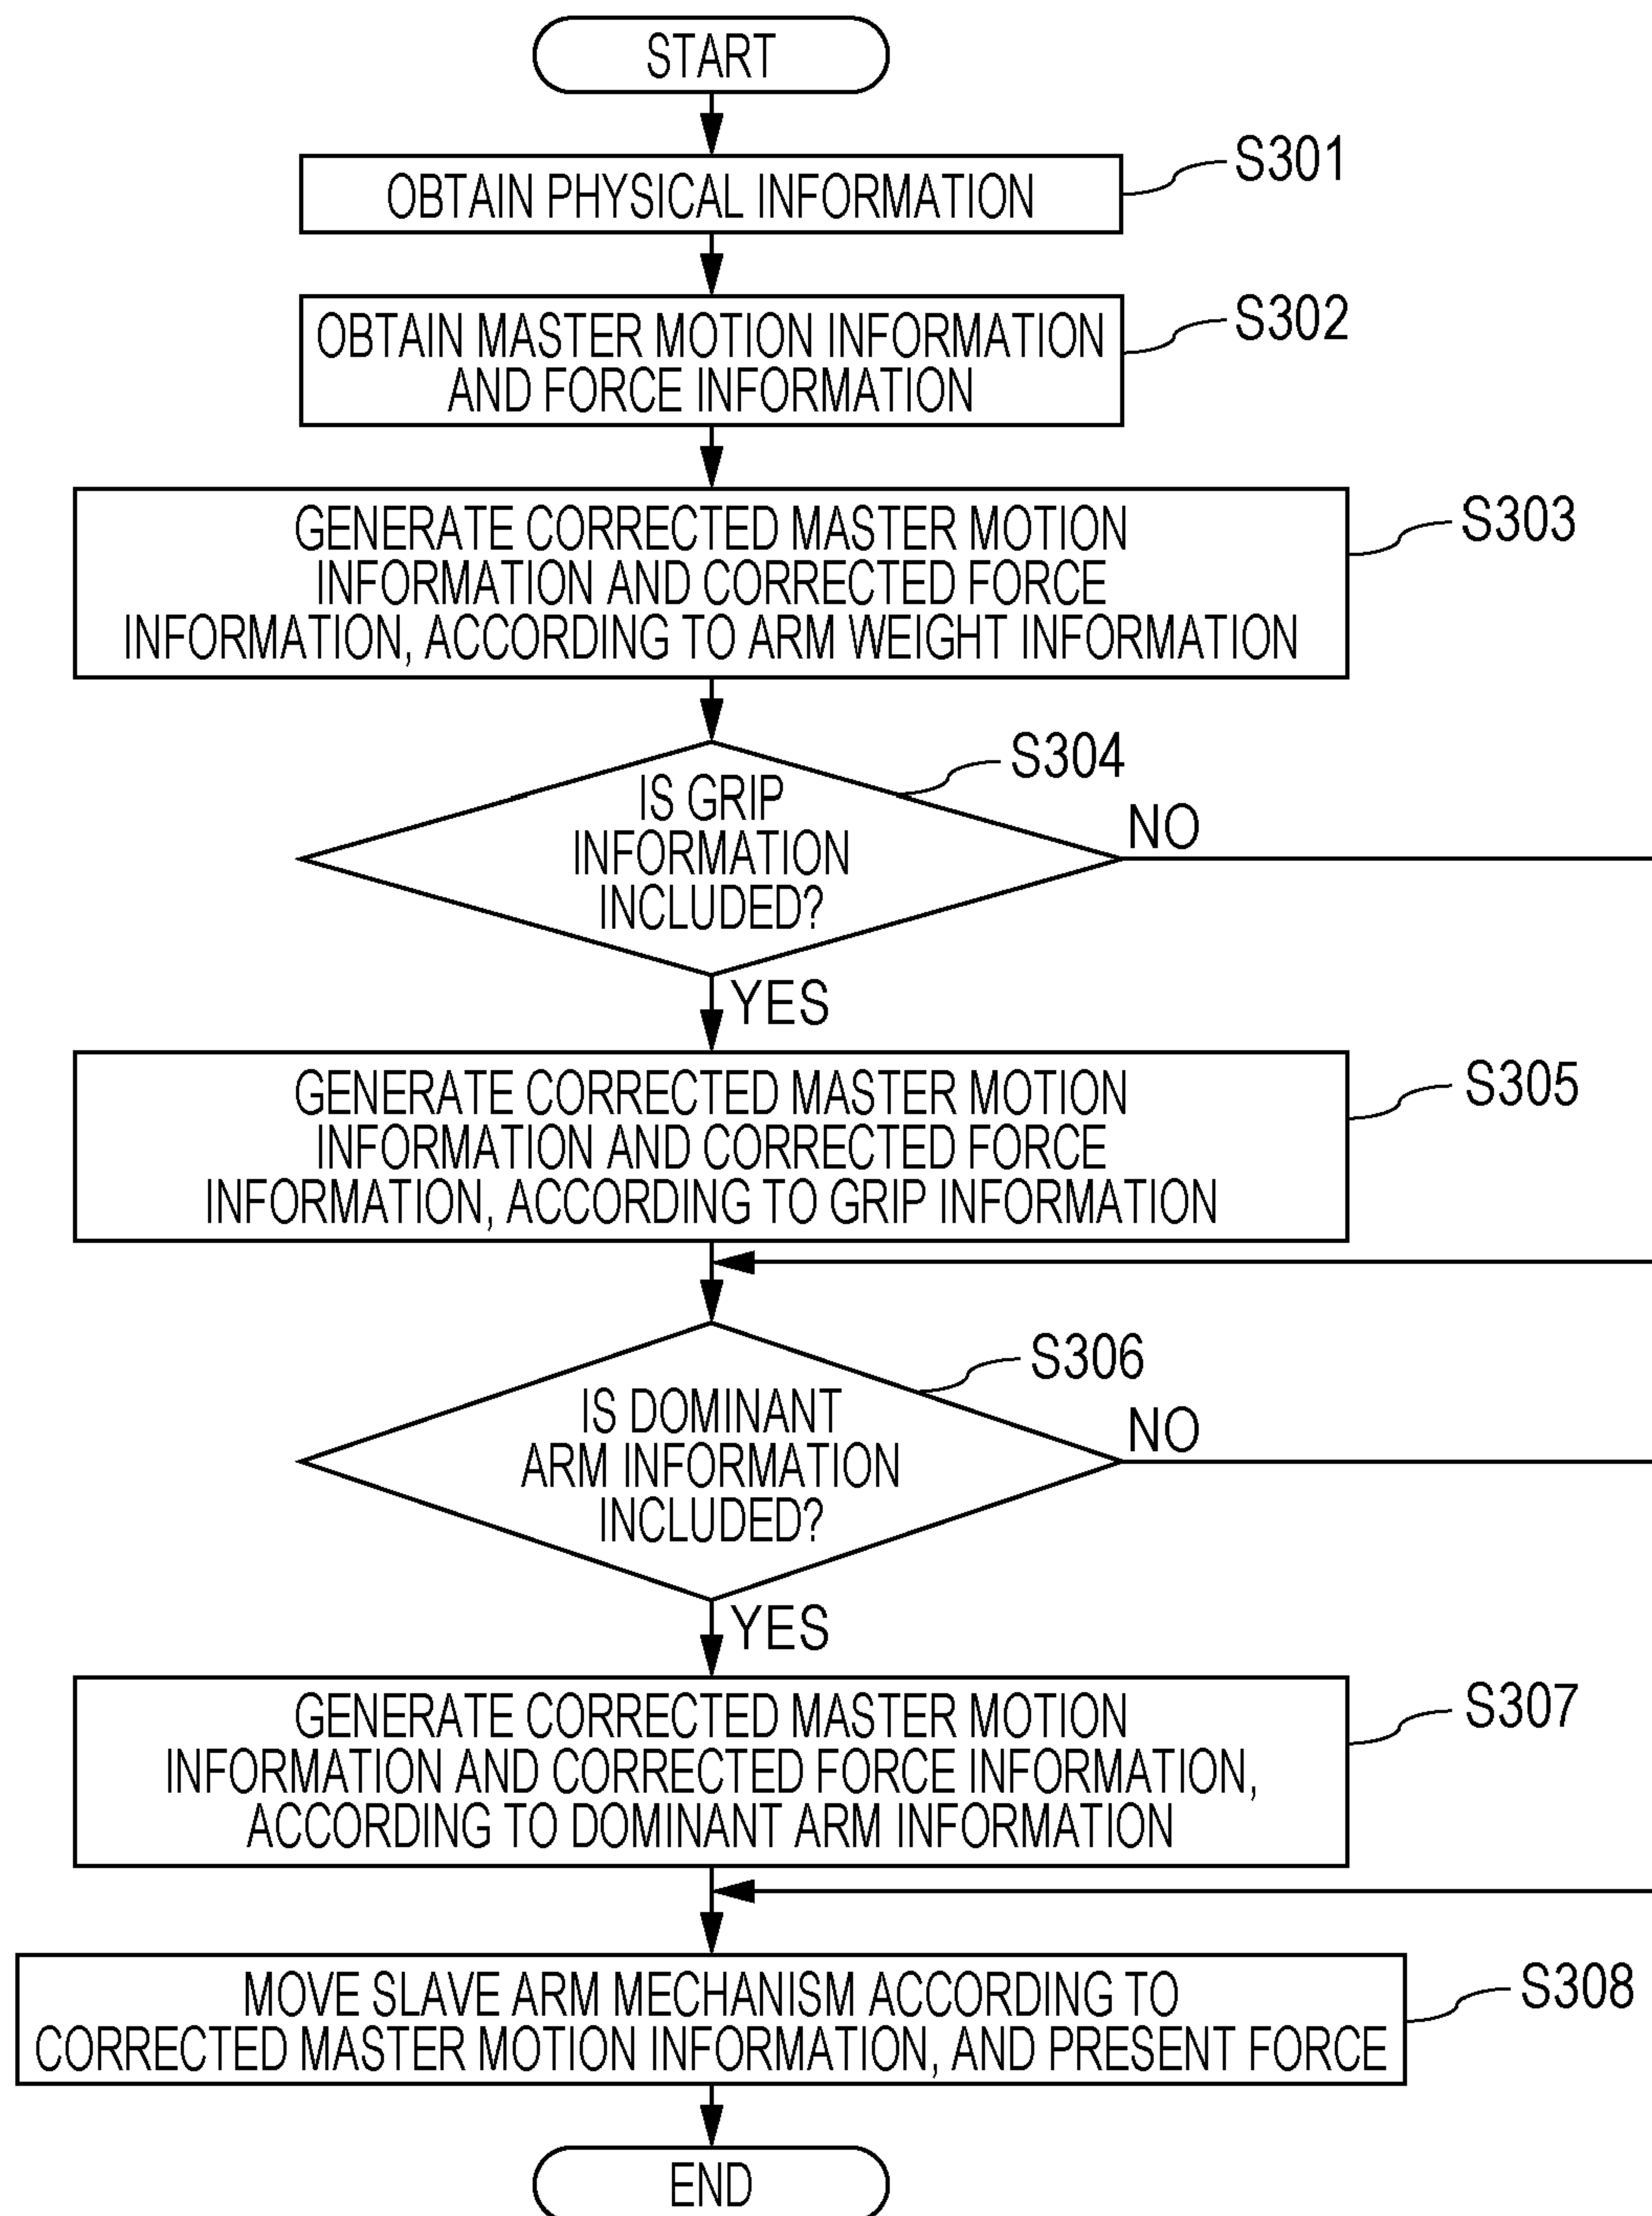 START
S301
OBTAIN PHYSICAL INFORMATION
S302
OBTAIN MASTER MOTION INFORMATION
AND FORCE INFORMATION
S303
GENERATE CORRECTED MASTER MOTION
INFORMATION AND CORRECTED FORCE
INFORMATION, ACCORDING TO ARM WEIGHT INFORMATION
S304
IS GRIP
INFORMATION
INCLUDED?
NO
YES
S305
GENERATE CORRECTED MASTER MOTION
INFORMATION AND CORRECTED FORCE
INFORMATION, ACCORDING TO GRIP INFORMATION
S306
IS DOMINANT
ARM INFORMATION
INCLUDED?
NO
YES
S307
GENERATE CORRECTED MASTER MOTION
INFORMATION AND CORRECTED FORCE INFORMATION,
ACCORDING TO DOMINANT ARM INFORMATION
S308
MOVE SLAVE ARM MECHANISM ACCORDING TO
CORRECTED MASTER MOTION INFORMATION, AND PRESENT FORCE
END